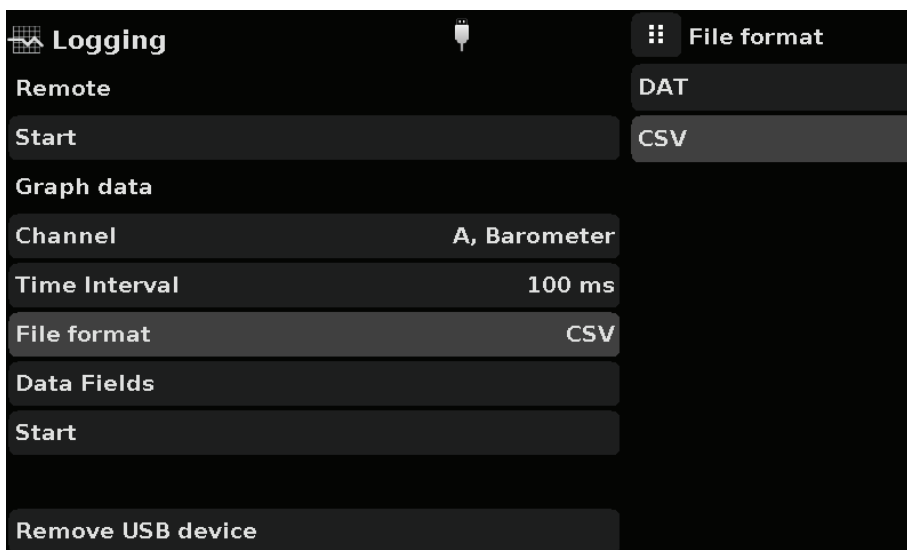 Logging
Remote
Start
Graph data
Channel A, Barometer
Time Interval 100 ms
File format CSV
Data Fields
Start
Remove USB device
File format
DAT
CSV